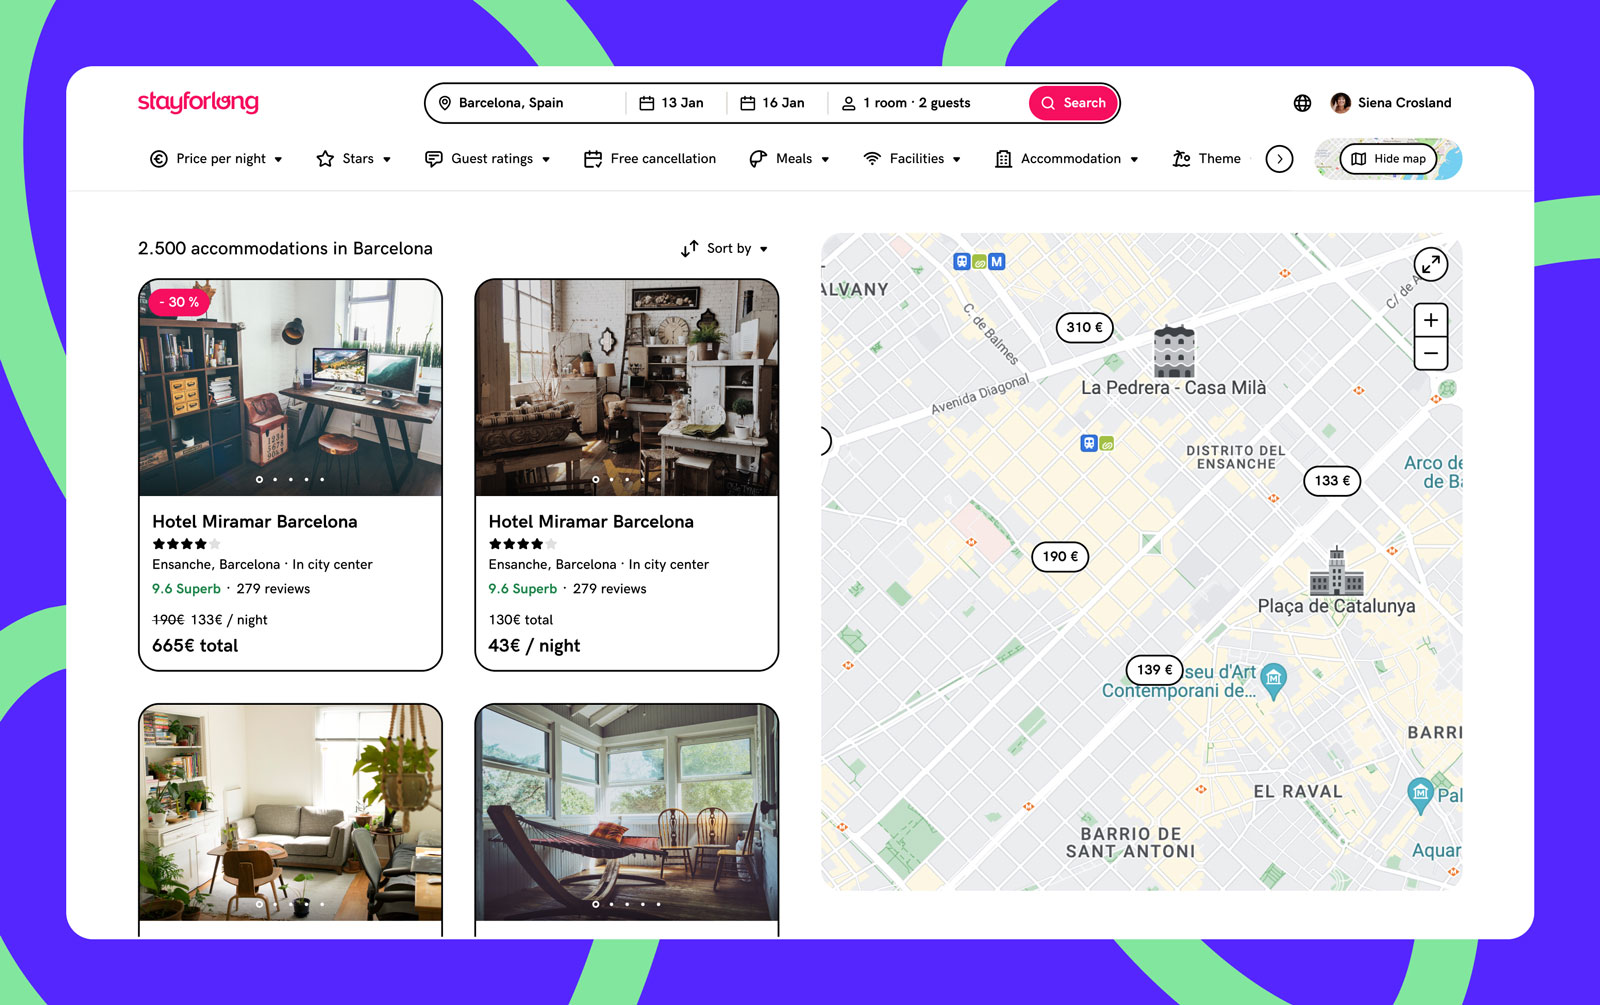 stayforlong
Barcelona, Spain
13 Jan
16 Jan
1 room · 2 guests
Search
Siena Crosland
Price per night
Stars
Guest ratings
Free cancellation
Meals
Facilities
Accommodation
Theme
Hide map
2.500 accommodations in Barcelona
Sort by
- 30 %
Hotel Miramar Barcelona
Ensanche, Barcelona · In city center
9.6 Superb · 279 reviews
190€ 133€ / night
665€ total
Hotel Miramar Barcelona
Ensanche, Barcelona · In city center
9.6 Superb · 279 reviews
130€ total
43€ / night
ALVANY
M
C. de Balmes
310 €
C/ de A
+
−
La Pedrera - Casa Milà
Avenida Diagonal
DISTRITO DEL
ENSANCHE
Arco de
de Ba
133 €
190 €
Plaça de Catalunya
139 €
seu d'Art
Contemporani de...
BARRI
EL RAVAL
Pal
BARRIO DE
SANT ANTONI
Aquar